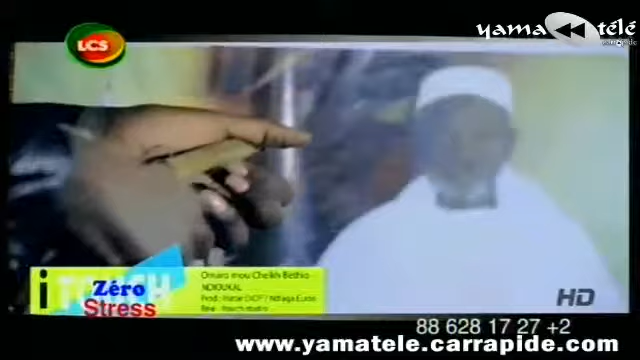 LCS
yama télé
i TOUCH
Zéro
Stress
Omaro mou Cheikh Bethio
NDIOUKAL
HD
88 628 17 27 +2
www.yamatele.carrapide.com